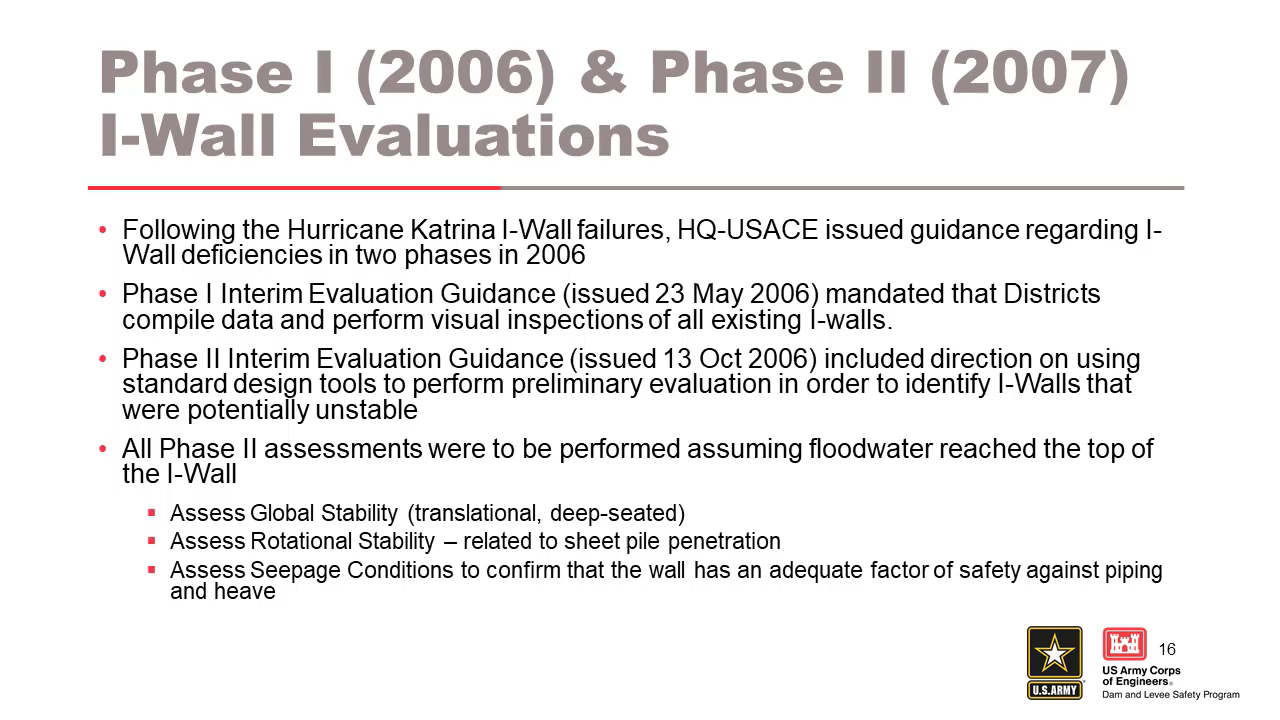 Phase I (2006) & Phase II (2007)
I-Wall Evaluations
• Following the Hurricane Katrina I-Wall failures, HQ-USACE issued guidance regarding I-
Wall deficiencies in two phases in 2006
• Phase I Interim Evaluation Guidance (issued 23 May 2006) mandated that Districts
compile data and perform visual inspections of all existing I-walls.
• Phase II Interim Evaluation Guidance (issued 13 Oct 2006) included direction on using
standard design tools to perform preliminary evaluation in order to identify I-Walls that
were potentially unstable
• All Phase II assessments were to be performed assuming floodwater reached the top of
the I-Wall
▪ Assess Global Stability (translational, deep-seated)
▪ Assess Rotational Stability – related to sheet pile penetration
▪ Assess Seepage Conditions to confirm that the wall has an adequate factor of safety against piping
and heave
U.S.ARMY
16
US Army Corps
of Engineers®
Dam and Levee Safety Program